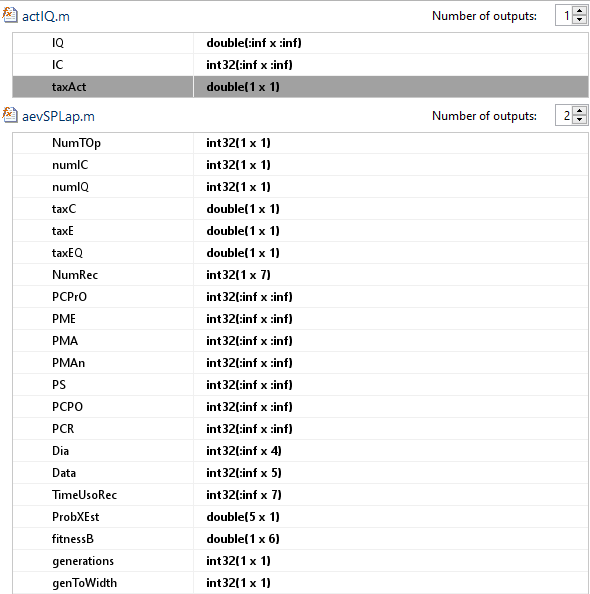 actIQ.m Number of outputs: 1
IQ double(:inf x :inf)
IC int32(:inf x :inf)
taxAct double(1 x 1)
aevSPLap.m Number of outputs: 2
NumTOp int32(1 x 1)
numIC int32(1 x 1)
numIQ int32(1 x 1)
taxC double(1 x 1)
taxE double(1 x 1)
taxEQ double(1 x 1)
NumRec int32(1 x 7)
PCPrO int32(:inf x :inf)
PME int32(:inf x :inf)
PMA int32(:inf x :inf)
PMAn int32(:inf x :inf)
PS int32(:inf x :inf)
PCPO int32(:inf x :inf)
PCR int32(:inf x :inf)
Dia int32(:inf x 4)
Data int32(:inf x 5)
TimeUsoRec int32(:inf x 7)
ProbXEst double(5 x 1)
fitnessB double(1 x 6)
generations int32(1 x 1)
genToWidth int32(1 x 1)